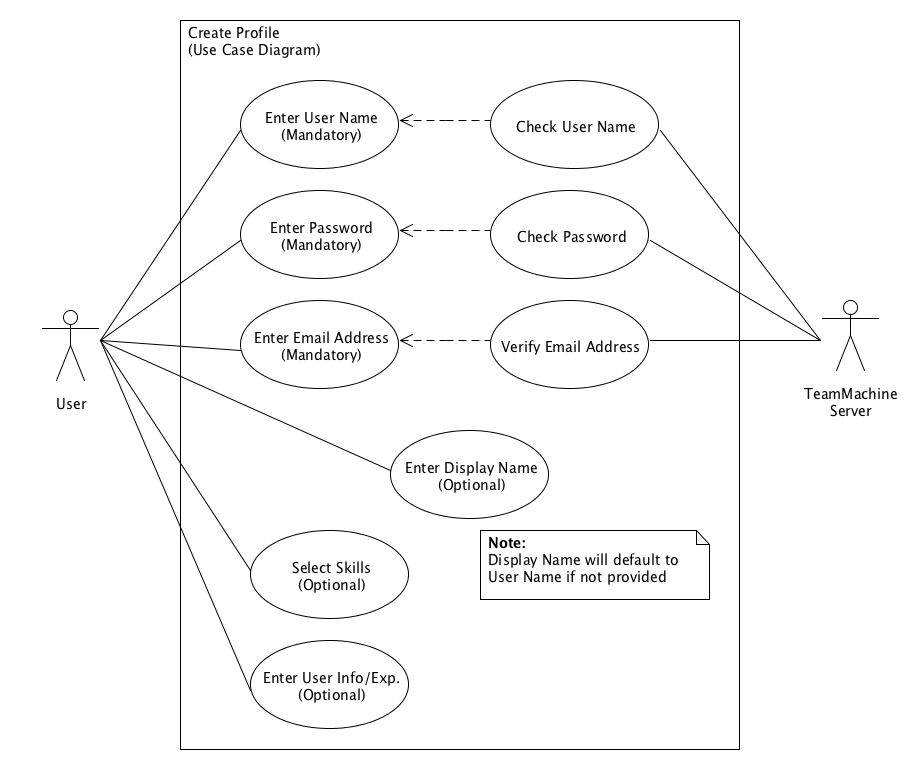 Create Profile
(Use Case Diagram)
Enter User Name
(Mandatory)
Check User Name
Enter Password
(Mandatory)
Check Password
Enter Email Address
(Mandatory)
Verify Email Address
User
TeamMachine
Server
Enter Display Name
(Optional)
Note:
Display Name will default to
User Name if not provided
Select Skills
(Optional)
Enter User Info/Exp.
(Optional)